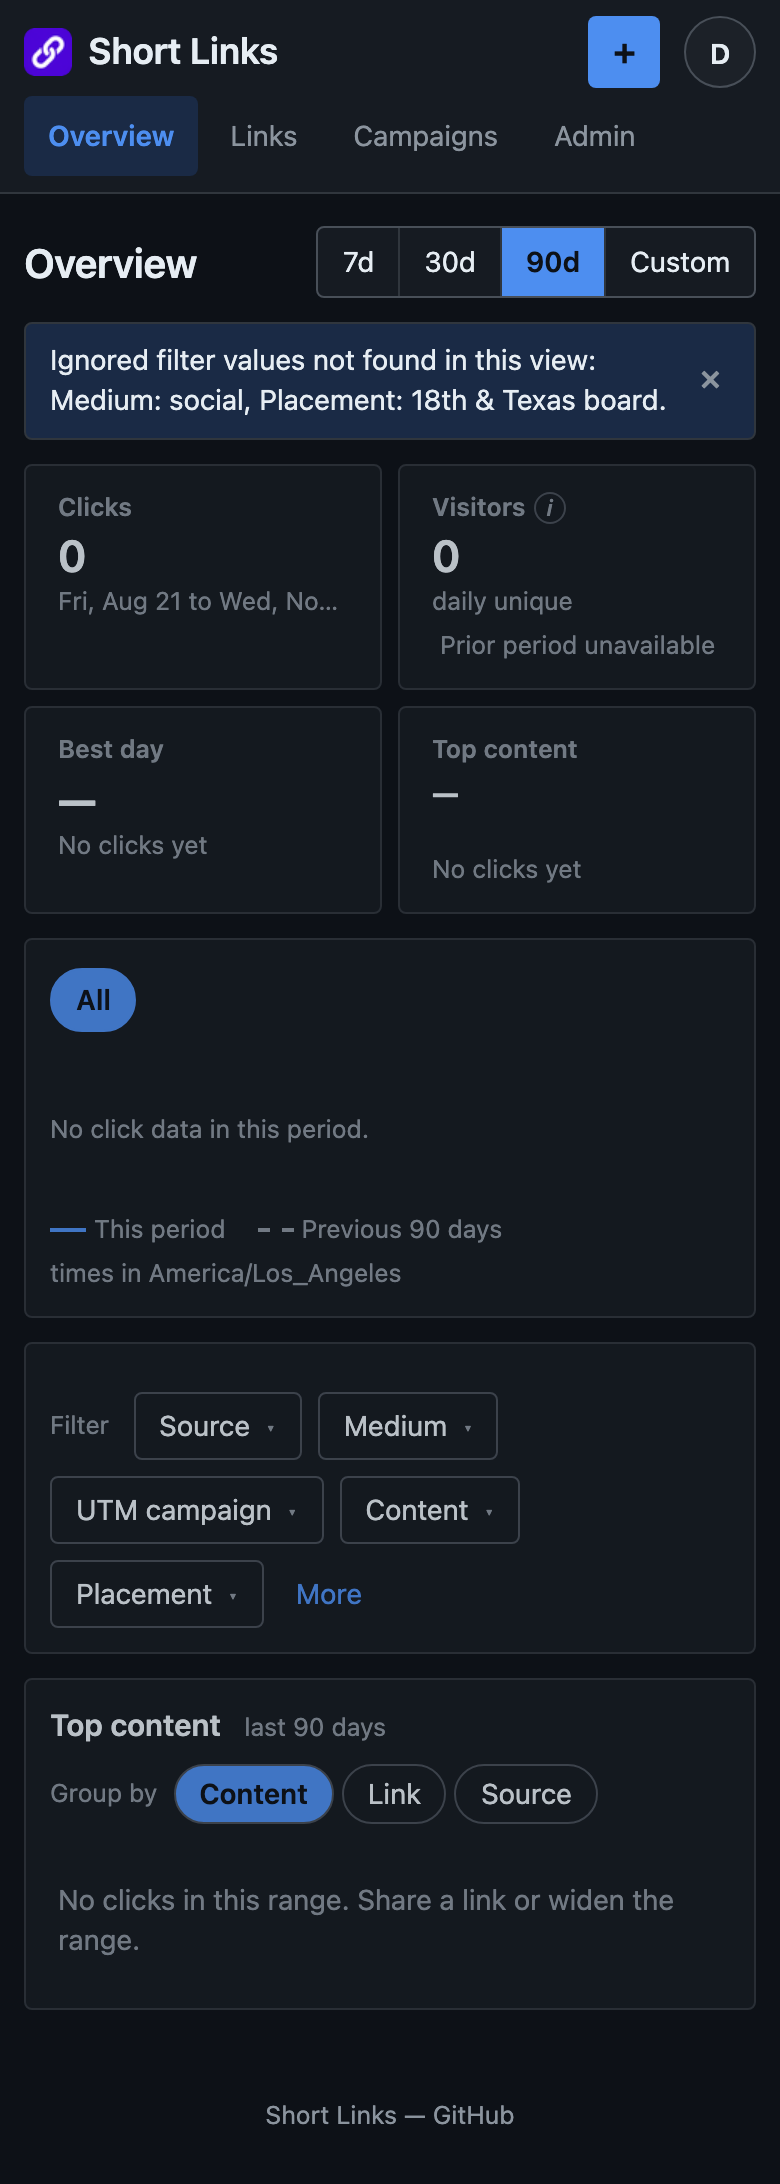 Short Links
+
D
Overview
Links
Campaigns
Admin
Overview
7d
30d
90d
Custom
Ignored filter values not found in this view:
Medium: social, Placement: 18th & Texas board.
×
Clicks
0
Fri, Aug 21 to Wed, No...
Visitors i
0
daily unique
Prior period unavailable
Best day
—
No clicks yet
Top content
—
No clicks yet
All
No click data in this period.
This period
Previous 90 days
times in America/Los_Angeles
Filter
Source
Medium
UTM campaign
Content
Placement
More
Top content last 90 days
Group by
Content
Link
Source
No clicks in this range. Share a link or widen the
range.
Short Links — GitHub